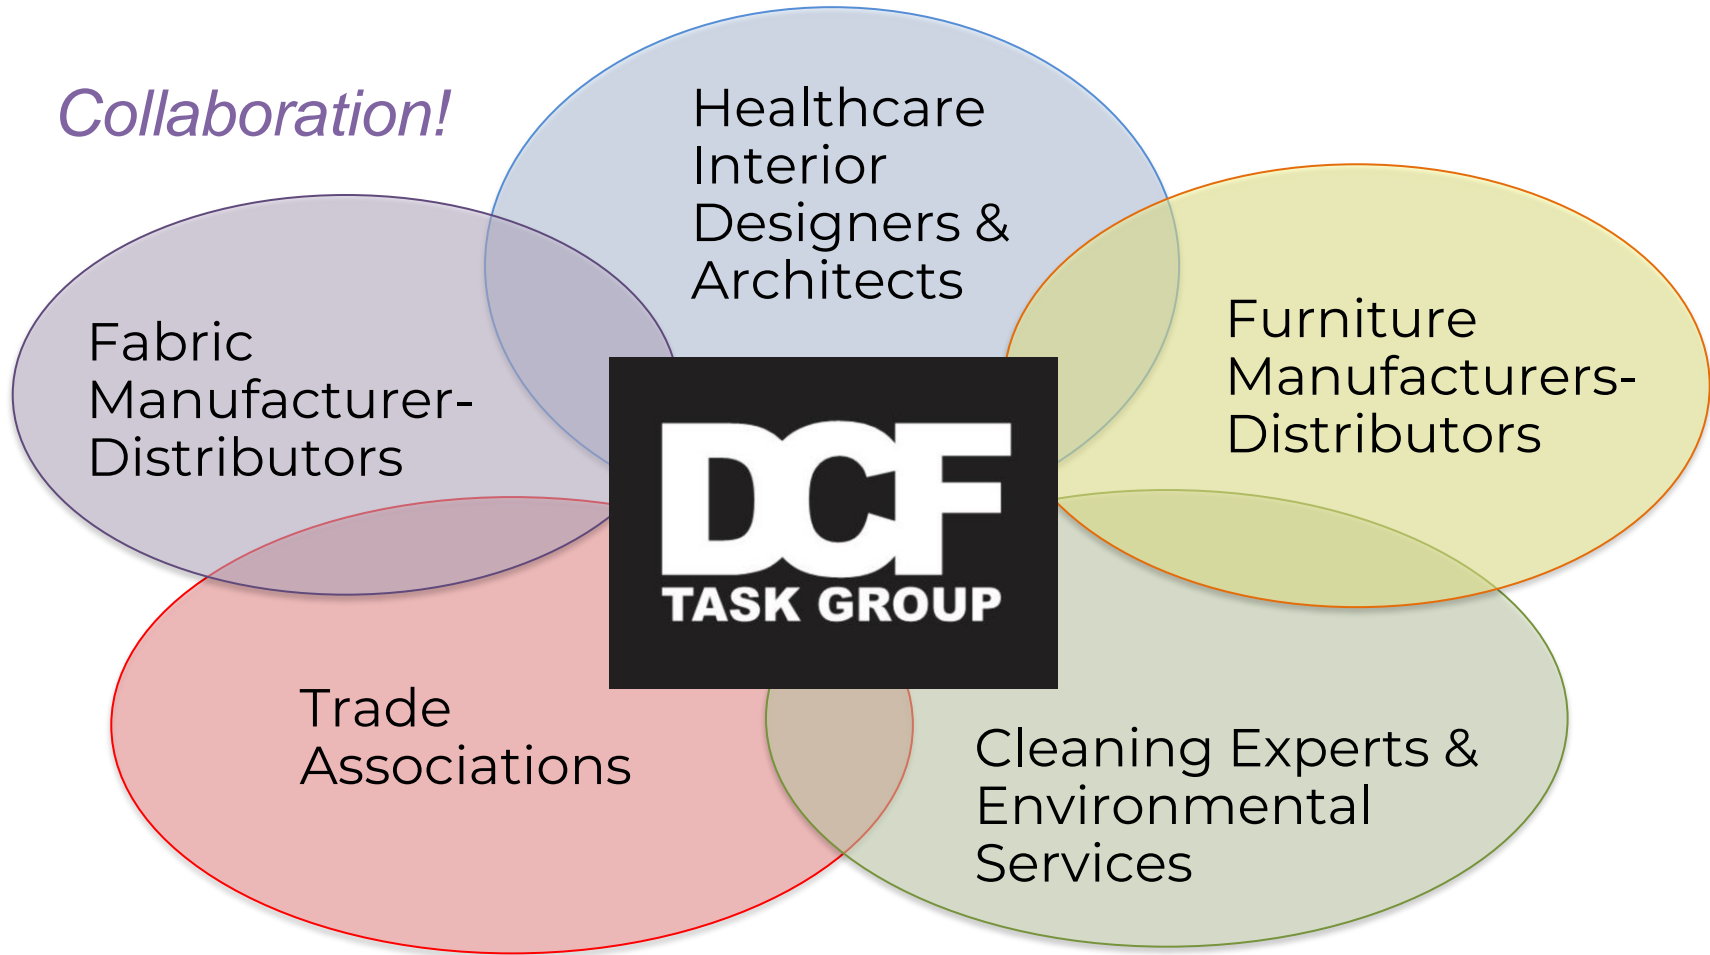 Collaboration!
Healthcare
Interior
Designers &
Architects
Fabric
Manufacturer-
Distributors
Furniture
Manufacturers-
Distributors
DCF
TASK GROUP
Trade
Associations
Cleaning Experts &
Environmental
Services